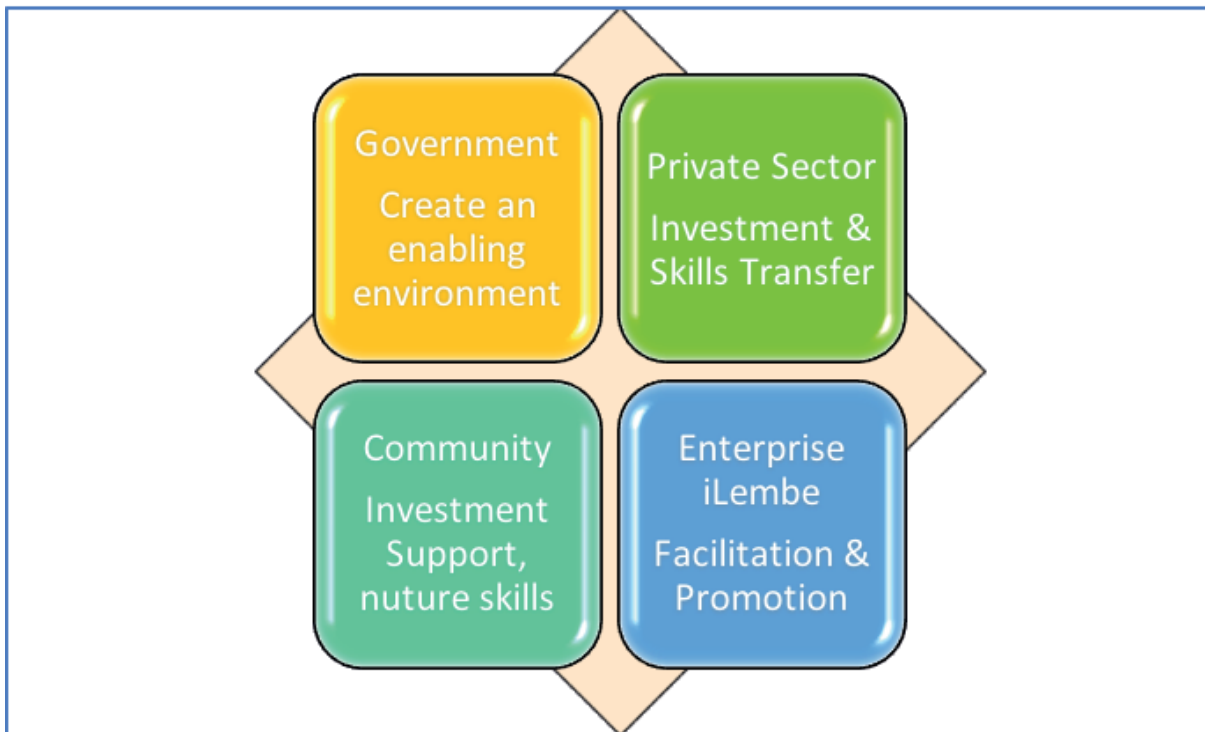 Government
Create an
enabling
environment
Private Sector
Investment &
Skills Transfer
Community
Investment
Support,
nuture skills
Enterprise
iLembe
Facilitation &
Promotion